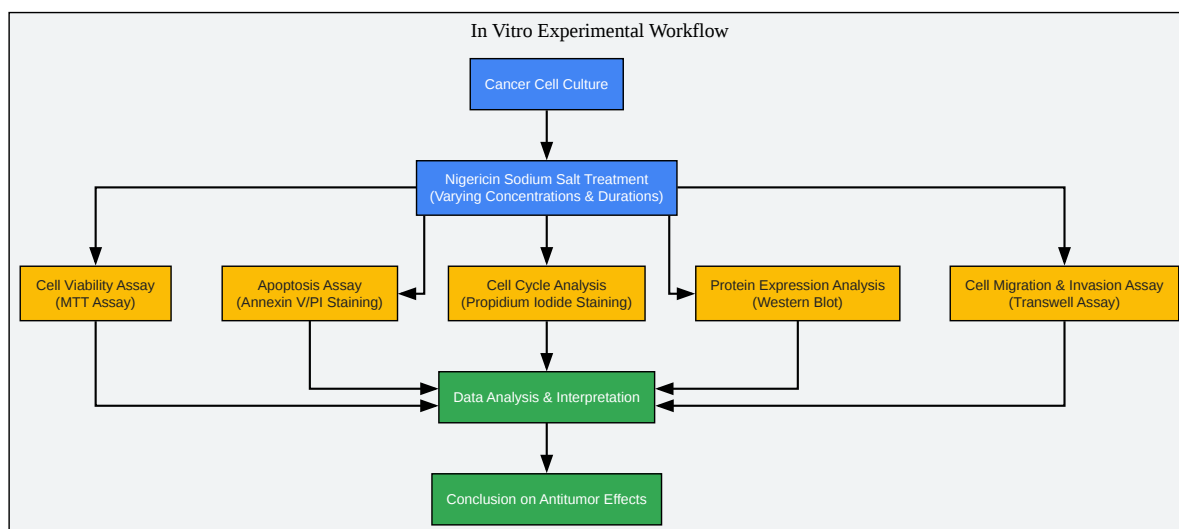 In Vitro Experimental Workflow
Cancer Cell Culture
Nigericin Sodium Salt Treatment
(Varying Concentrations & Durations)
Cell Viability Assay
(MTT Assay)
Apoptosis Assay
(Annexin V/PI Staining)
Cell Cycle Analysis
(Propidium Iodide Staining)
Protein Expression Analysis
(Western Blot)
Cell Migration & Invasion Assay
(Transwell Assay)
Data Analysis & Interpretation
Conclusion on Antitumor Effects